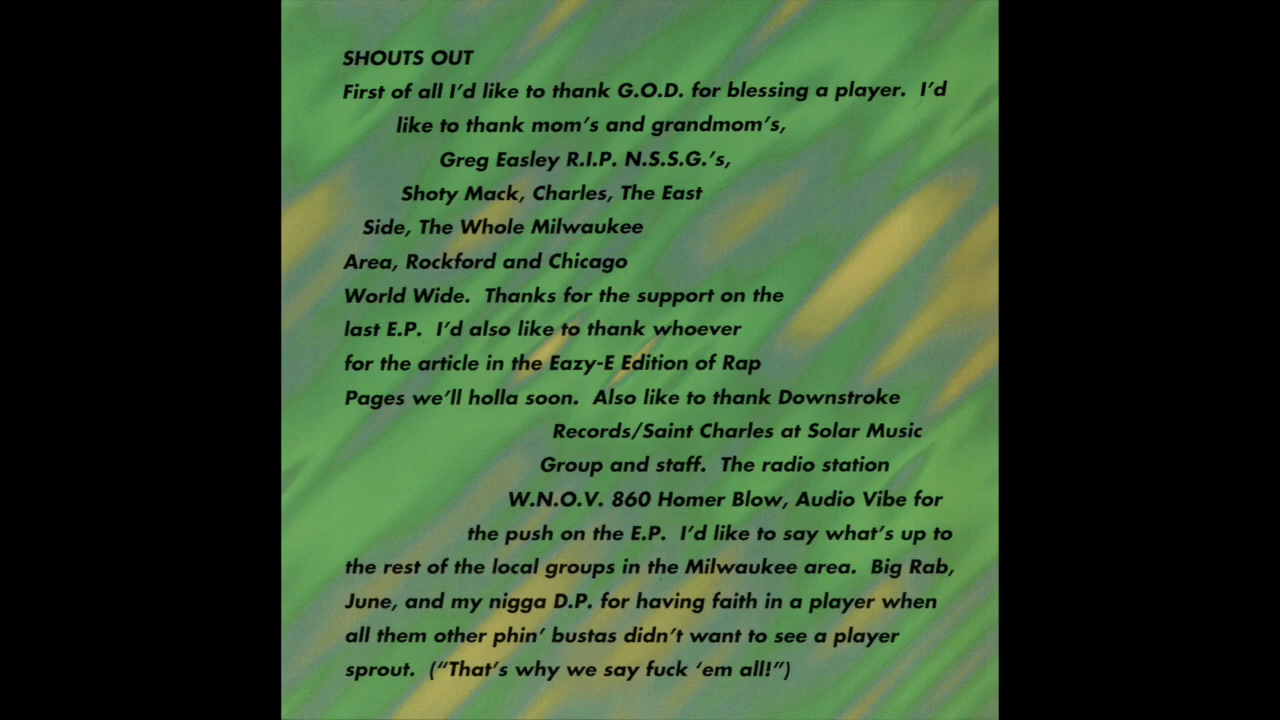 SHOUTS OUT
First of all I'd like to thank G.O.D. for blessing a player.  I'd
like to thank mom's and grandmom's,
Greg Easley R.I.P. N.S.S.G.'s,
Shoty Mack, Charles, The East
Side, The Whole Milwaukee
Area, Rockford and Chicago
World Wide.  Thanks for the support on the
last E.P.  I'd also like to thank whoever
for the article in the Eazy-E Edition of Rap
Pages we'll holla soon.  Also like to thank Downstroke
Records/Saint Charles at Solar Music
Group and staff.  The radio station
W.N.O.V. 860 Homer Blow, Audio Vibe for
the push on the E.P.  I'd like to say what's up to
the rest of the local groups in the Milwaukee area.  Big Rab,
June, and my nigga D.P. for having faith in a player when
all them other phin' bustas didn't want to see a player
sprout.  ("That's why we say fuck 'em all!")